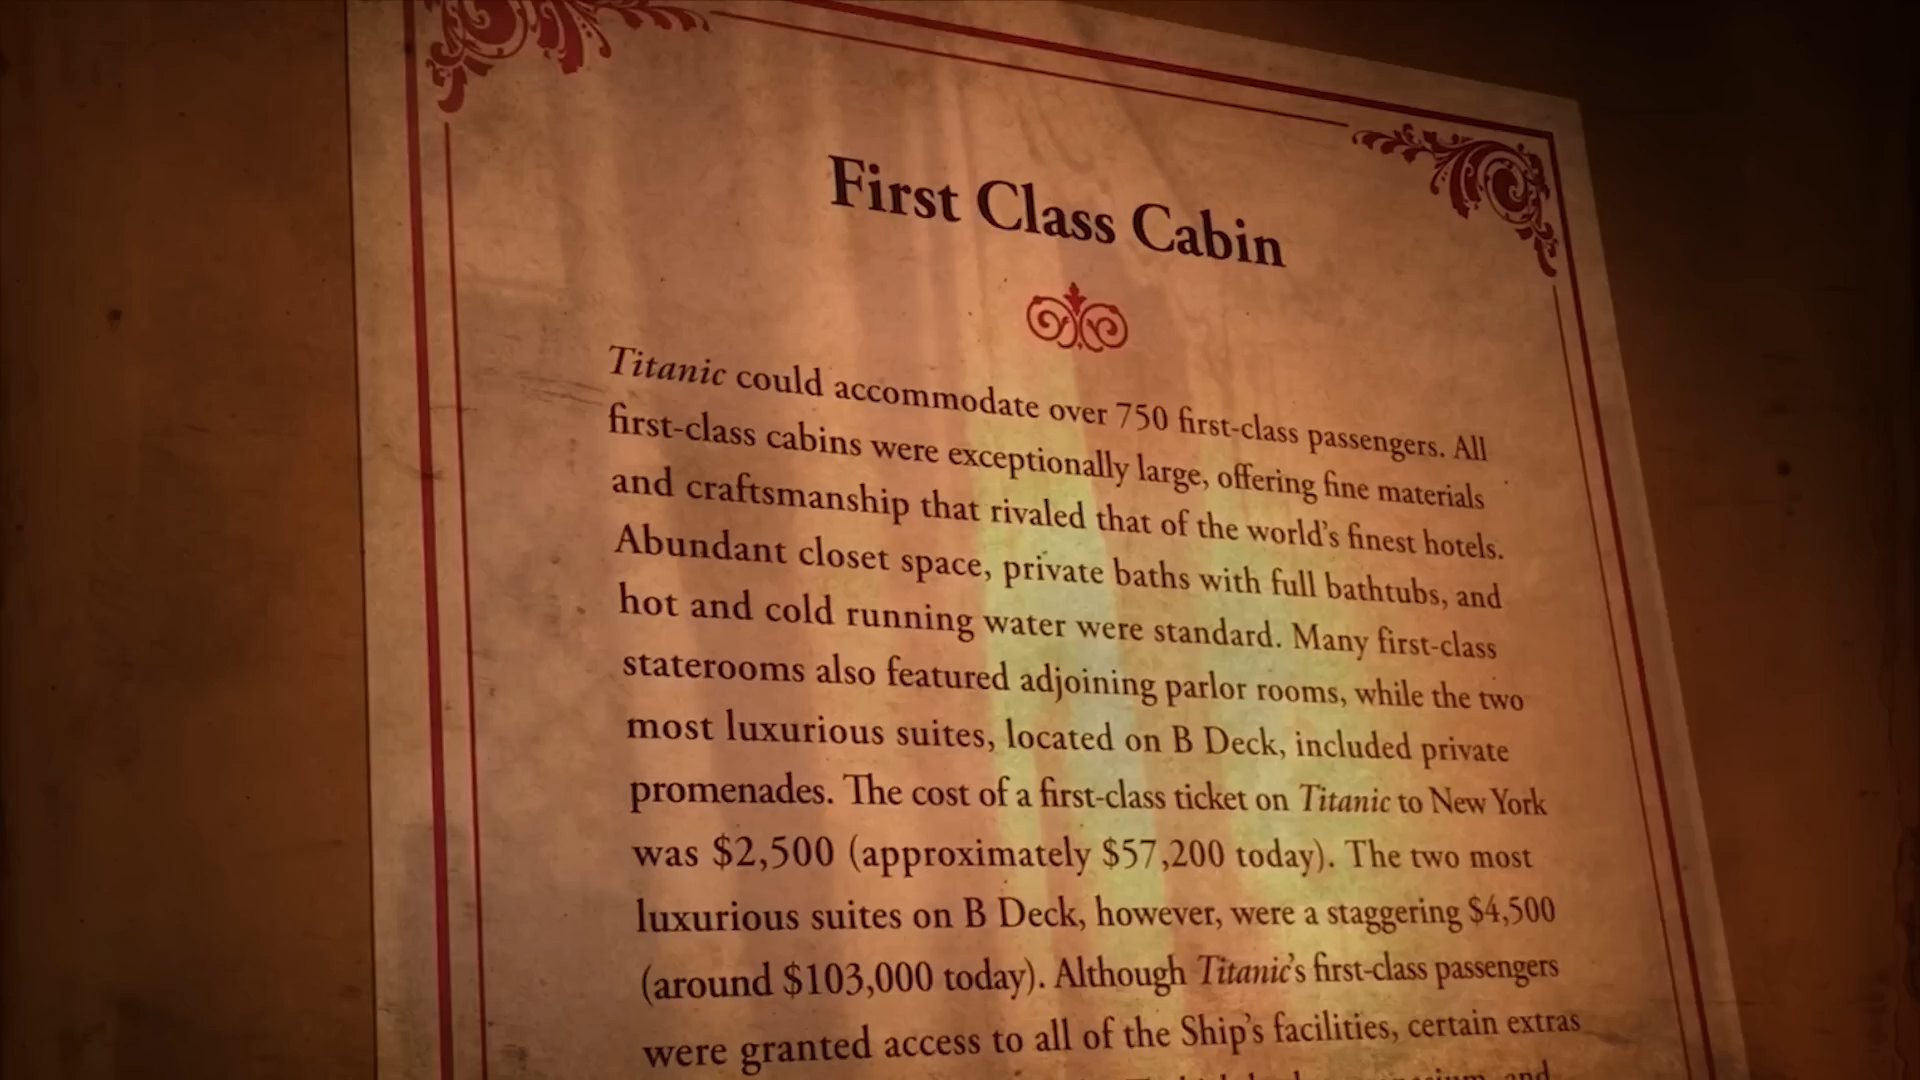 First Class Cabin
Titanic could accommodate over 750 first-class passengers. All
first-class cabins were exceptionally large, offering fine materials
and craftsmanship that rivaled that of the world's finest hotels.
Abundant closet space, private baths with full bathtubs, and
hot and cold running water were standard. Many first-class
staterooms also featured adjoining parlor rooms, while the two
most luxurious suites, located on B Deck, included private
promenades. The cost of a first-class ticket on Titanic to New York
was $2,500 (approximately $57,200 today). The two most
luxurious suites on B Deck, however, were a staggering $4,500
(around $103,000 today). Although Titanic's first-class passengers
were granted access to all of the Ship's facilities, certain extras
and